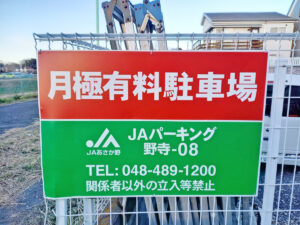 月極有料駐車場
JAあさか野
JAパーキング
野寺-08
TEL: 048-489-1200
関係者以外の立入等禁止